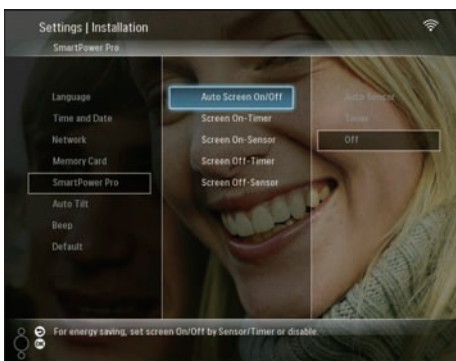 Settings | Installation
SmartPower Pro
Language
Time and Date
Network
Memory Card
SmartPower Pro
Auto Tilt
Beep
Default
Auto Screen On/Off
Screen On-Timer
Screen On-Sensor
Screen Off-Timer
Screen Off-Sensor
Auto-Sensor
Timer
Off
For energy saving, set screen On/Off by Sensor/Timer or disable.
OK